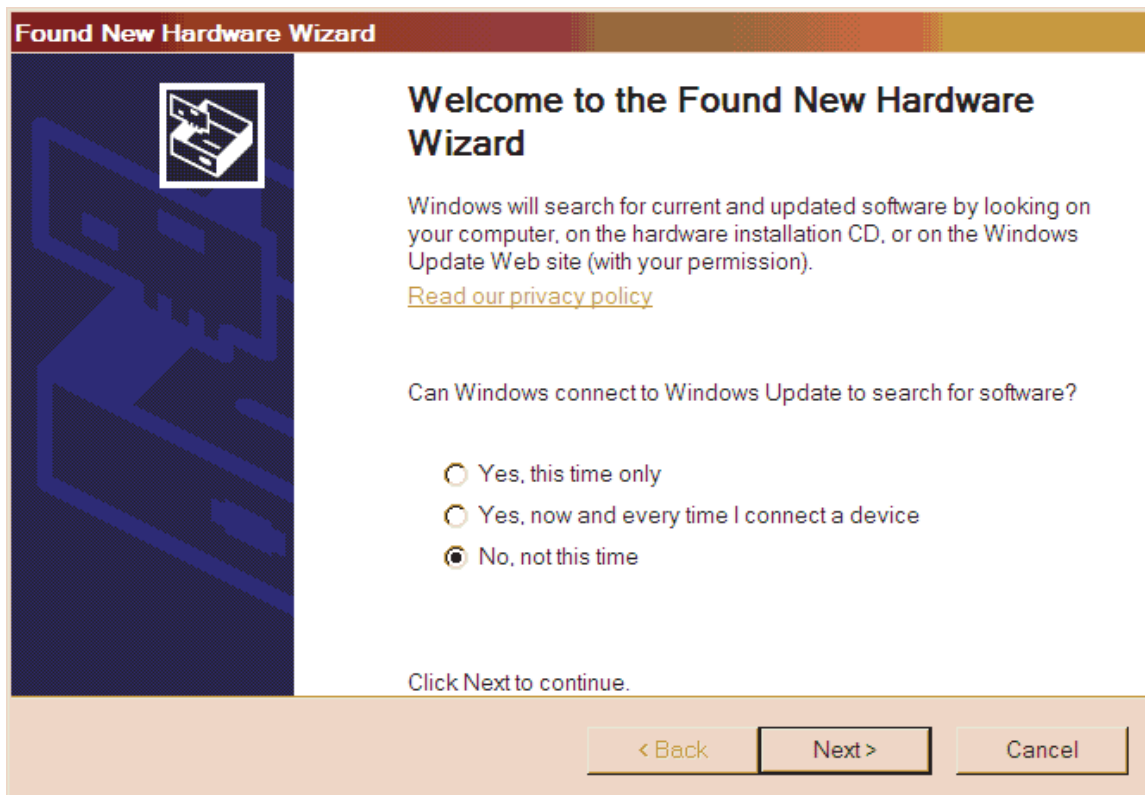 Found New Hardware Wizard
Welcome to the Found New Hardware
Wizard
Windows will search for current and updated software by looking on
your computer, on the hardware installation CD, or on the Windows
Update Web site (with your permission).
Read our privacy policy
Can Windows connect to Windows Update to search for software?
Yes, this time only
Yes, now and every time I connect a device
No, not this time
Click Next to continue.
< Back Next > Cancel